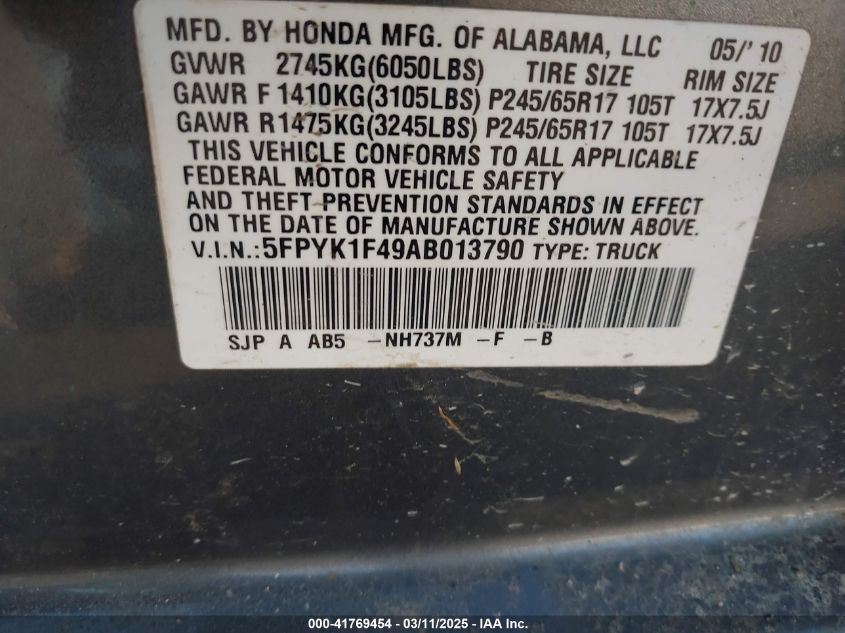 MFD. BY HONDA MFG. OF ALABAMA, LLC 05/' 10
GVWR 2745KG(6050LBS) TIRE SIZE RIM SIZE
GAWR F 1410KG(3105LBS) P245/65R17 105T 17X7.5J
GAWR R 1475KG(3245LBS) P245/65R17 105T 17X7.5J
THIS VEHICLE CONFORMS TO ALL APPLICABLE
FEDERAL MOTOR VEHICLE SAFETY
AND THEFT PREVENTION STANDARDS IN EFFECT
ON THE DATE OF MANUFACTURE SHOWN ABOVE.
V.I.N.:5FPYK1F49AB013790 TYPE: TRUCK
SJP A AB5 -NH737M -F -B
000-41769454 - 03/11/2025 - IAA Inc.